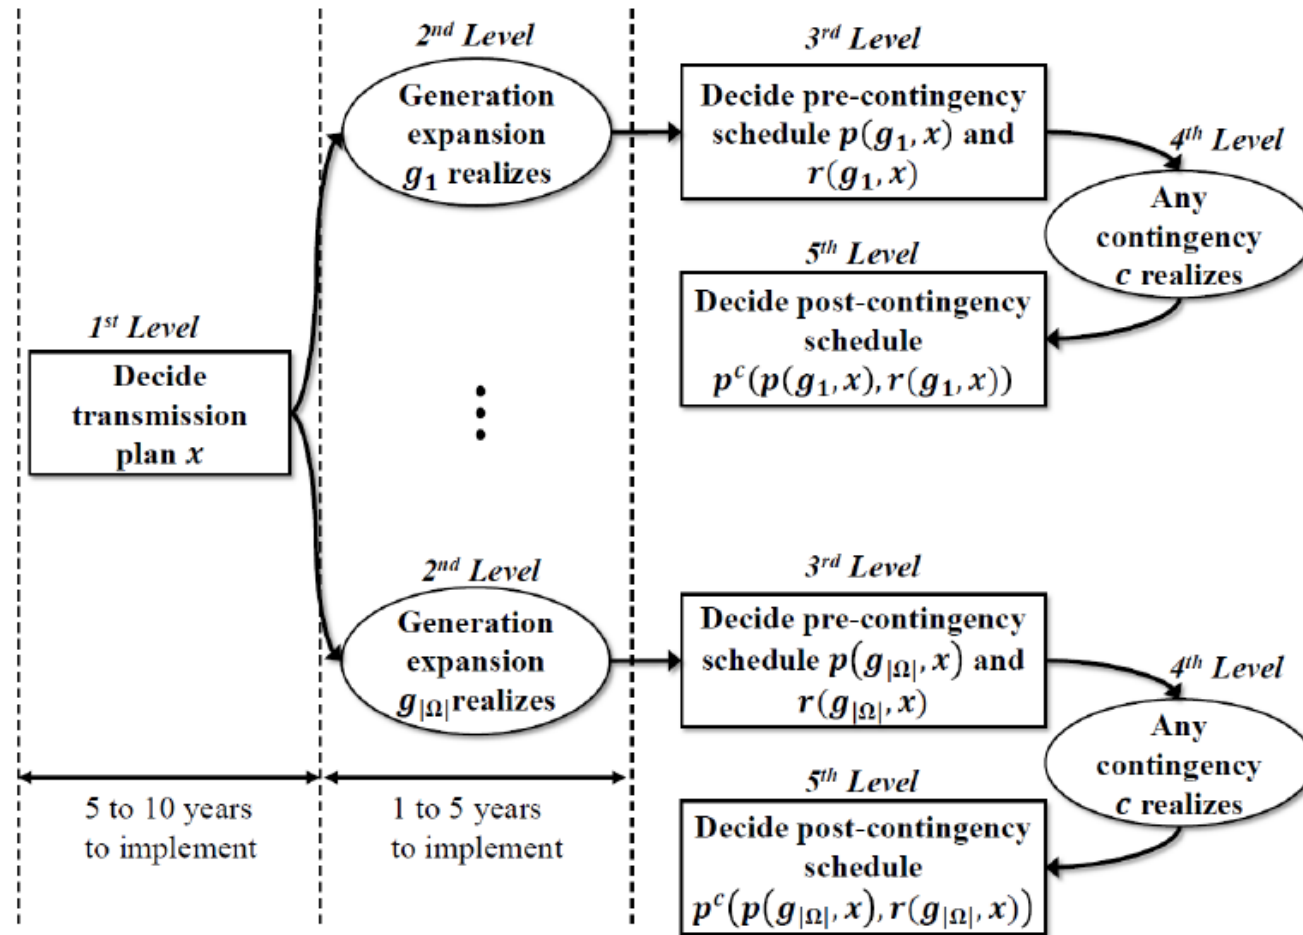 1st Level
Decide
transmission
plan x
5 to 10 years
to implement
2nd Level
Generation
expansion
g1 realizes
⋮
2nd Level
Generation
expansion
g|Ω| realizes
1 to 5 years
to implement
3rd Level
Decide pre-contingency
schedule p(g1, x) and
r(g1, x)
4th Level
Any
contingency
c realizes
5th Level
Decide post-contingency
schedule
p^c(p(g1, x), r(g1, x))
3rd Level
Decide pre-contingency
schedule p(g|Ω|, x) and
r(g|Ω|, x)
4th Level
Any
contingency
c realizes
5th Level
Decide post-contingency
schedule
p^c(p(g|Ω|, x), r(g|Ω|, x))